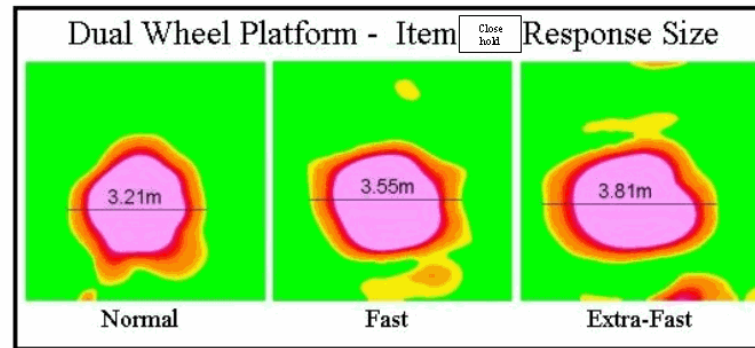 Dual Wheel Platform - Item Close hold Response Size
3.21m
3.55m
3.81m
Normal
Fast
Extra-Fast